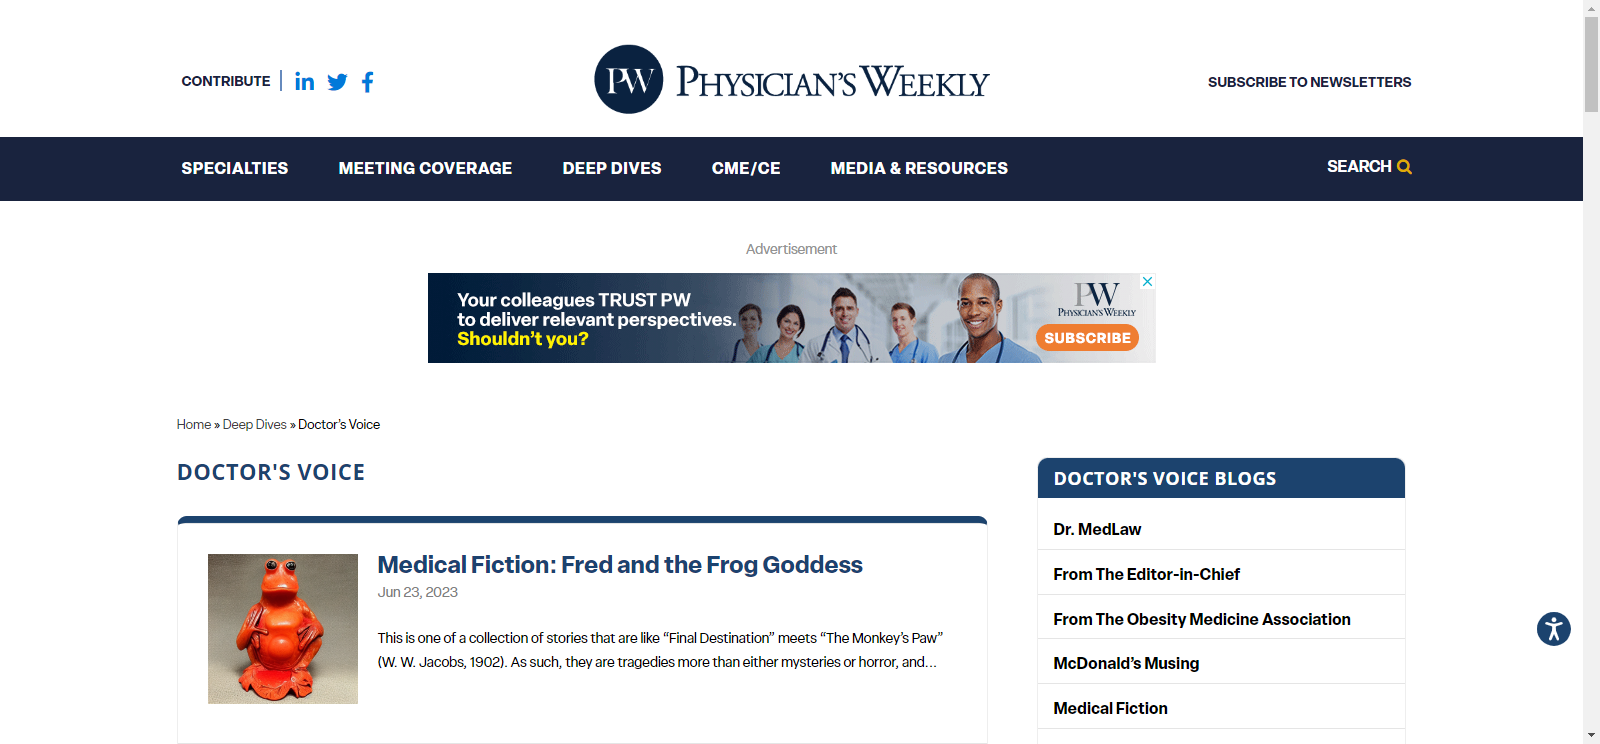 CONTRIBUTE
PW PHYSICIAN'S WEEKLY
SUBSCRIBE TO NEWSLETTERS
SPECIALTIES
MEETING COVERAGE
DEEP DIVES
CME/CE
MEDIA & RESOURCES
SEARCH
Advertisement
Your colleagues TRUST PW
to deliver relevant perspectives.
Shouldn't you?
PW
PHYSICIAN'S WEEKLY
SUBSCRIBE
Home » Deep Dives » Doctor's Voice
DOCTOR'S VOICE
Medical Fiction: Fred and the Frog Goddess
Jun 23, 2023
This is one of a collection of stories that are like “Final Destination” meets “The Monkey’s Paw”
(W. W. Jacobs, 1902). As such, they are tragedies more than either mysteries or horror, and...
DOCTOR'S VOICE BLOGS
Dr. MedLaw
From The Editor-in-Chief
From The Obesity Medicine Association
McDonald’s Musing
Medical Fiction